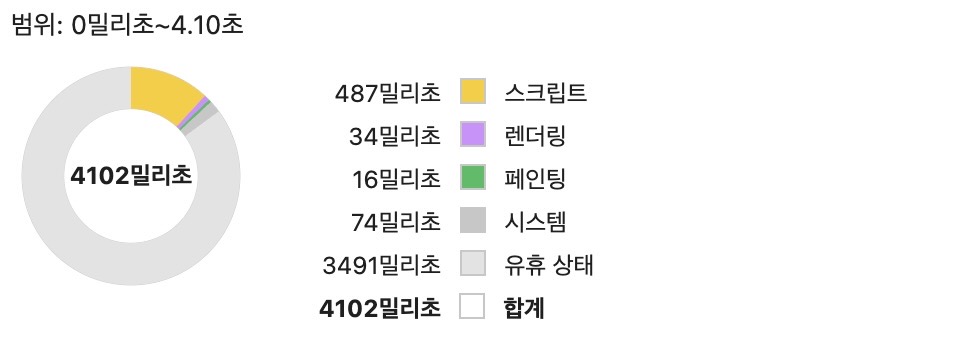 범위: 0밀리초~4.10초
4102밀리초
487밀리초 스크립트
34밀리초 렌더링
16밀리초 페인팅
74밀리초 시스템
3491밀리초 유휴 상태
4102밀리초 합계